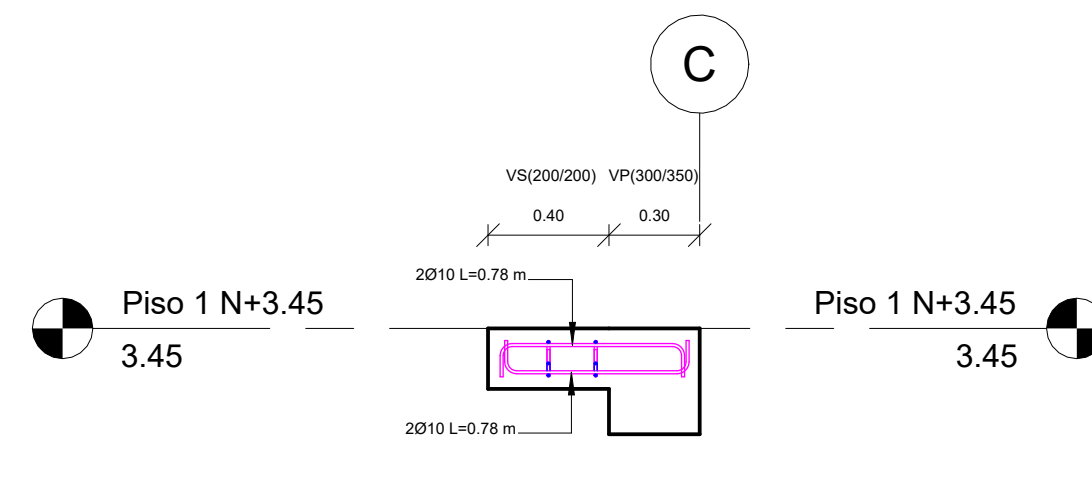 C
VS(200/200) VP(300/350)
0.40 0.30
2Ø10 L=0.78 m
Piso 1 N+3.45 Piso 1 N+3.45
3.45 3.45
2Ø10 L=0.78 m